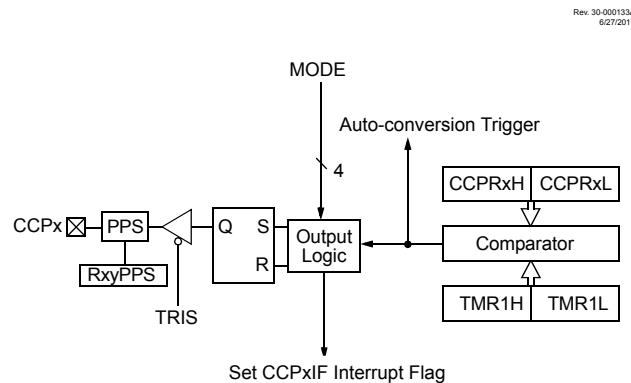 Rev. 30-000133
6/27/201
MODE
Auto-conversion Trigger
4
CCPRxH CCPRxL
CCPx PPS Q S Output Logic Comparator
R
RxyPPS
TMR1H TMR1L
TRIS
Set CCPxIF Interrupt Flag